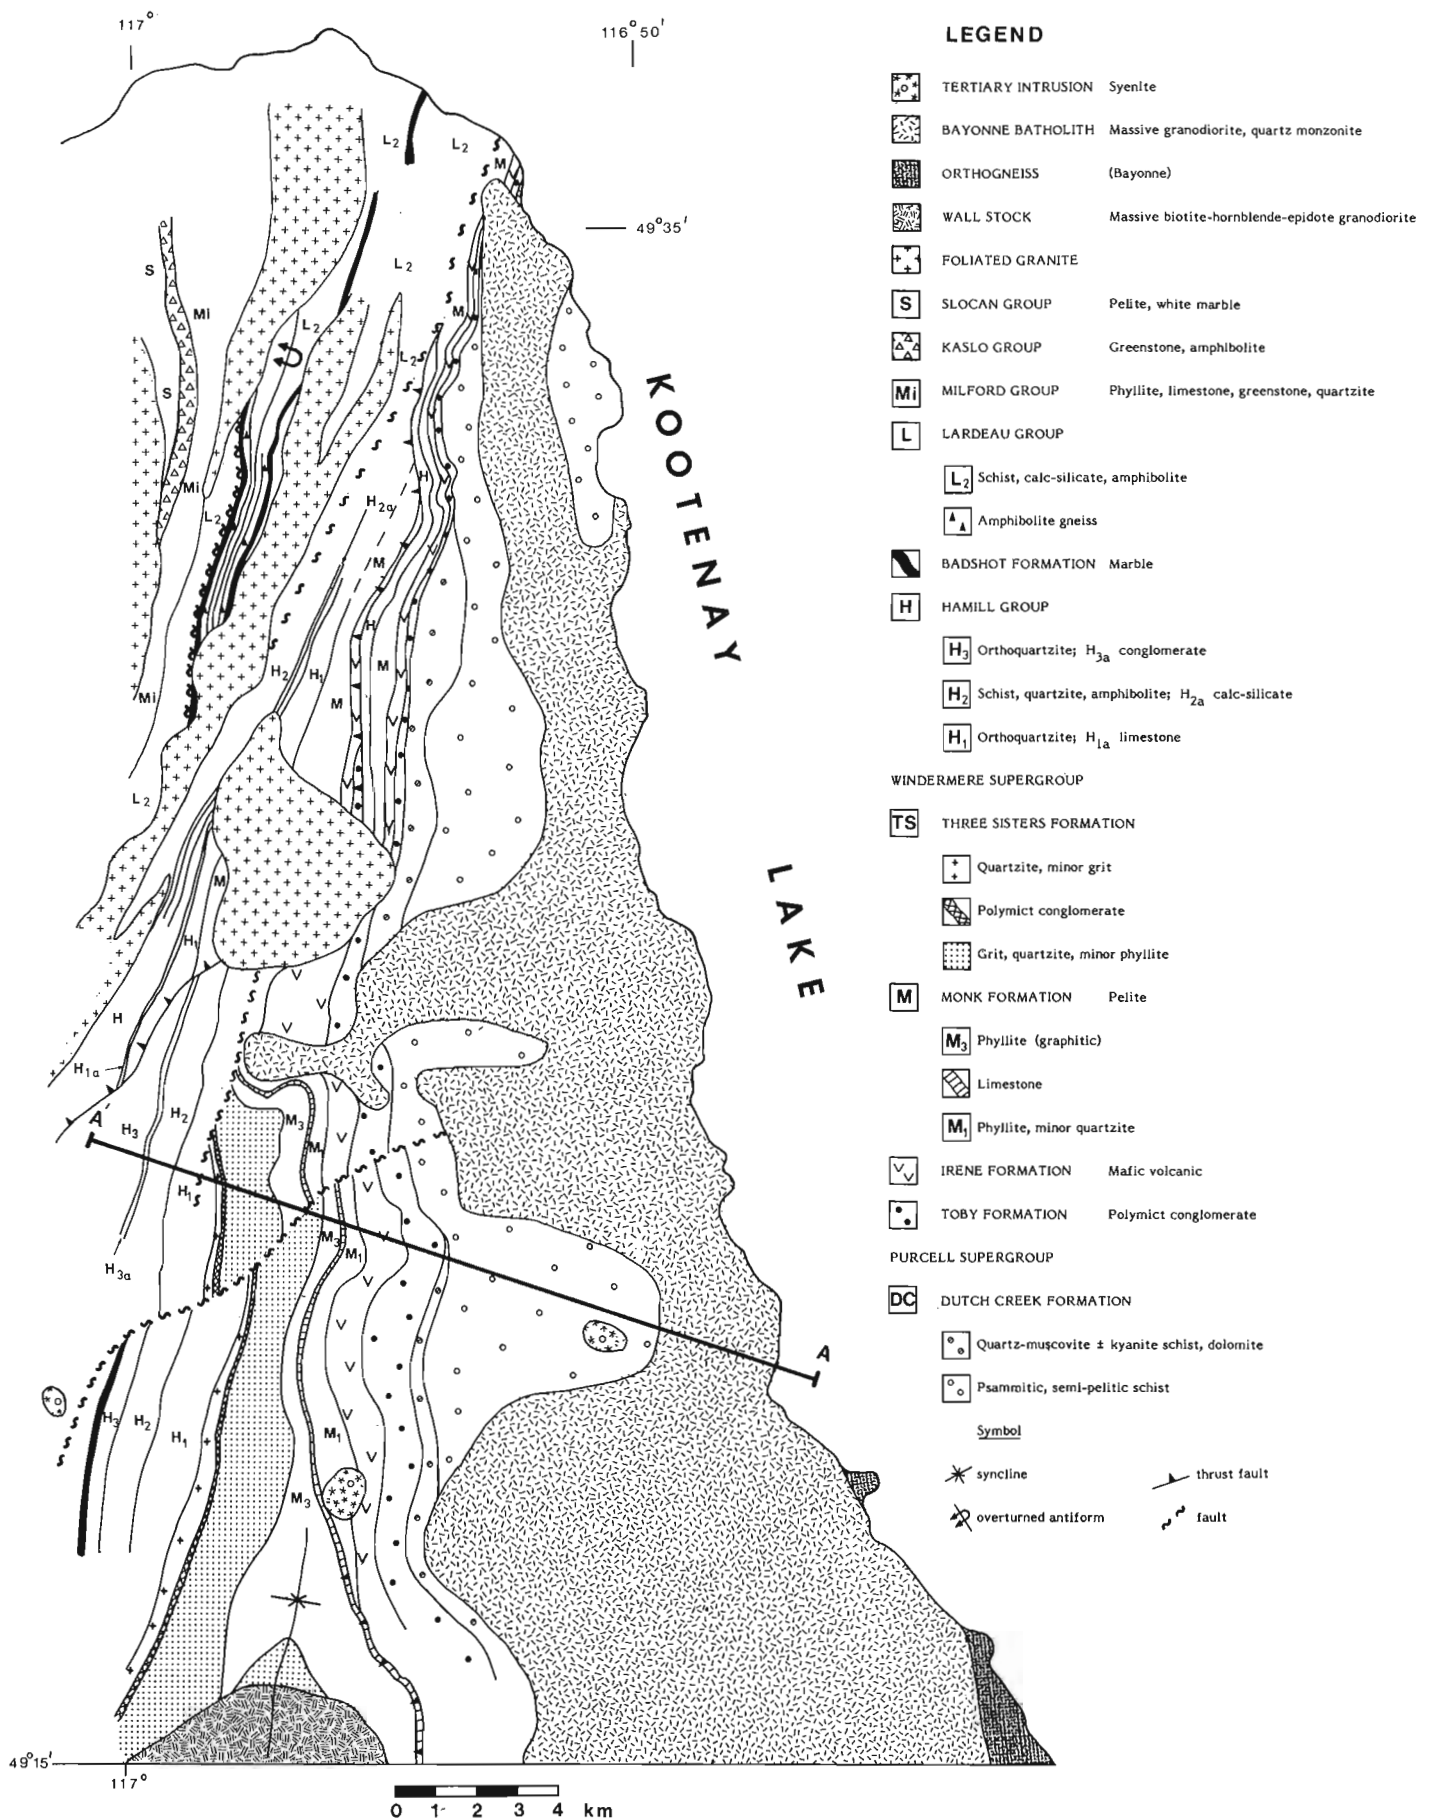 117°
116°50'
49°35'
KOOTENAY
LAKE
L2
L2
M
S
Mi
L2
L2
M
L2
S
H
Mi
L2
H2a
M
H
H2
H1
M
M
Mi
L2
M
H1
H
H1a
A'
H3
H2
M3
M1
H1
M3
M1
H3a
A
H3
H2
H1
M1
M3
49°15'
117°
0 1 2 3 4 km
LEGEND
TERTIARY INTRUSION Syenite
BAYONNE BATHOLITH Massive granodiorite, quartz monzonite
ORTHOGNEISS (Bayonne)
WALL STOCK Massive biotite-hornblende-epidote granodiorite
FOLIATED GRANITE
S SLOCAN GROUP Pelite, white marble
KASLO GROUP Greenstone, amphibolite
Mi MILFORD GROUP Phyllite, limestone, greenstone, quartzite
L LARDEAU GROUP
L2 Schist, calc-silicate, amphibolite
Amphibolite gneiss
BADSHOT FORMATION Marble
H HAMILL GROUP
H3 Orthoquartzite; H3a conglomerate
H2 Schist, quartzite, amphibolite; H2a calc-silicate
H1 Orthoquartzite; H1a limestone
WINDERMERE SUPERGROUP
TS THREE SISTERS FORMATION
Quartzite, minor grit
Polymict conglomerate
Grit, quartzite, minor phyllite
M MONK FORMATION Pelite
M3 Phyllite (graphitic)
Limestone
M1 Phyllite, minor quartzite
IRENE FORMATION Mafic volcanic
TOBY FORMATION Polymict conglomerate
PURCELL SUPERGROUP
DC DUTCH CREEK FORMATION
Quartz-muscovite ± kyanite schist, dolomite
Psammitic, semi-pelitic schist
Symbol
syncline
thrust fault
overturned antiform
fault